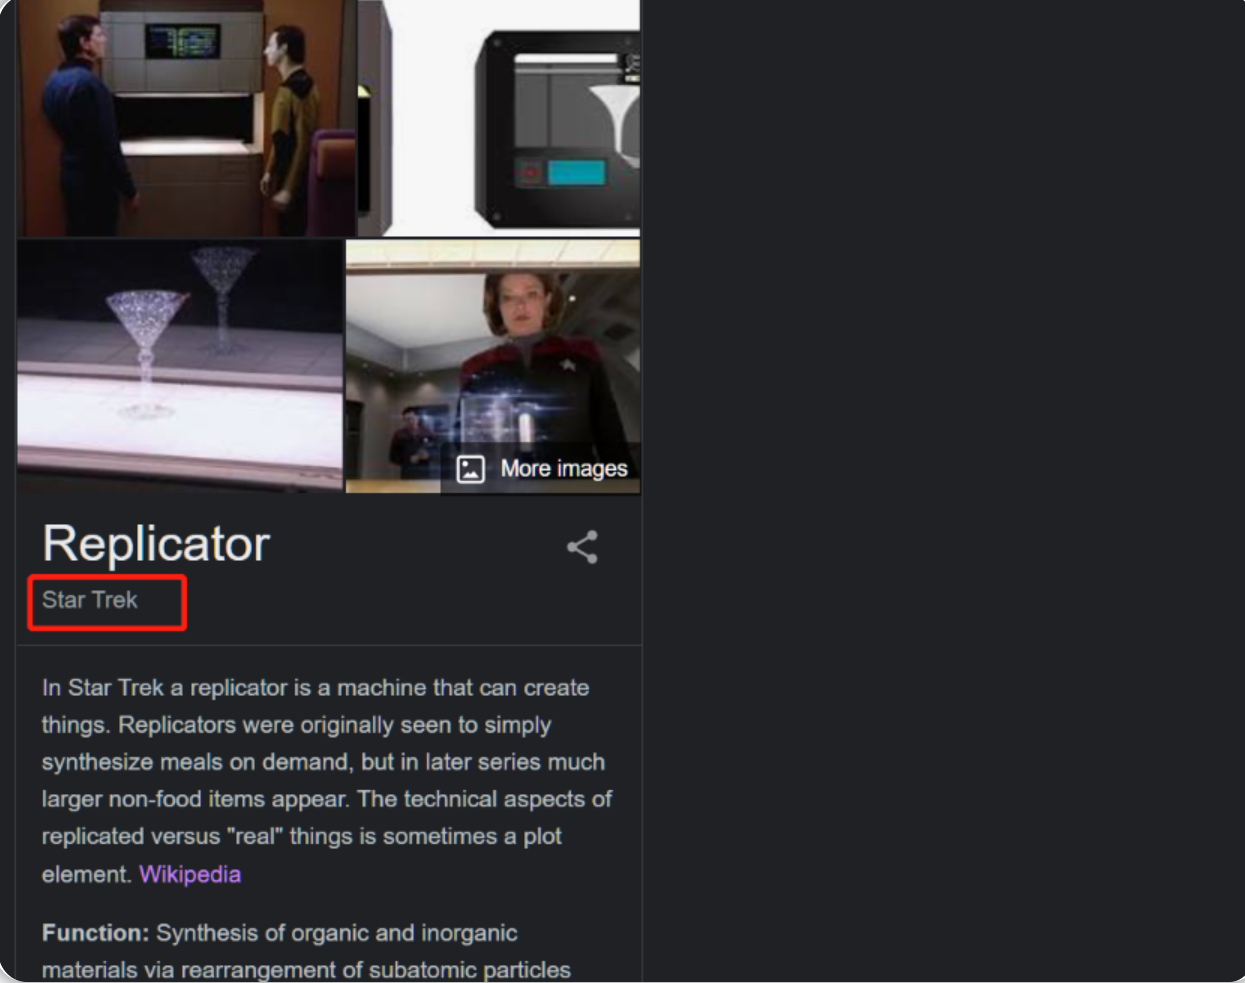 More images
Replicator
Star Trek
In Star Trek a replicator is a machine that can create
things. Replicators were originally seen to simply
synthesize meals on demand, but in later series much
larger non-food items appear. The technical aspects of
replicated versus "real" things is sometimes a plot
element. Wikipedia
Function: Synthesis of organic and inorganic
materials via rearrangement of subatomic particles